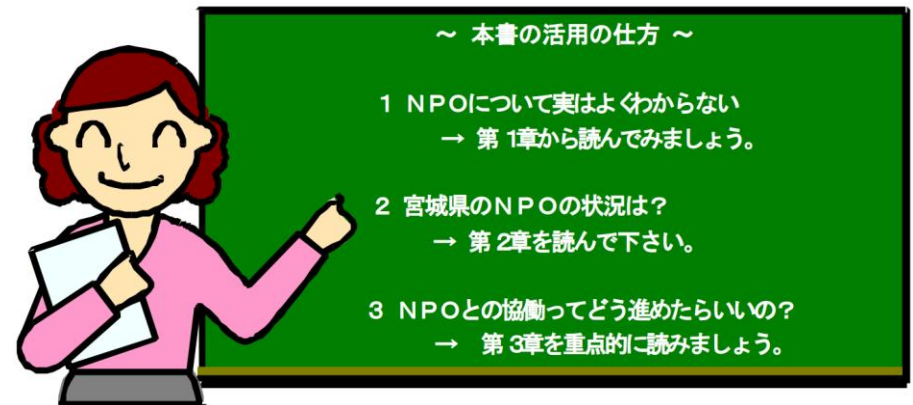 ～ 本書の活用の仕方 ～
１ ＮＰＯについて実はよくわからない
→ 第１章から読んでみましょう。
２ 宮城県のＮＰＯの状況は？
→ 第２章を読んで下さい。
３ ＮＰＯとの協働ってどう進めたらいいの？
→ 第３章を重点的に読みましょう。